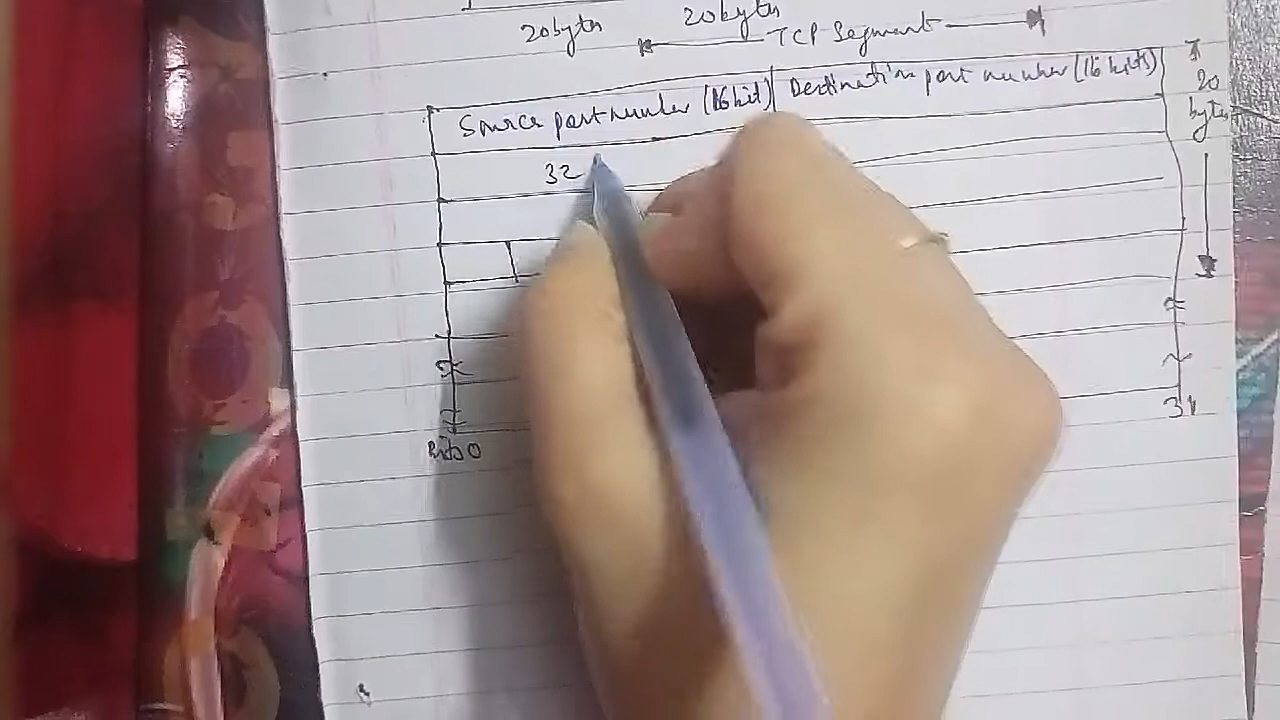 20bytes 20bytes
TCP Segment
Source port number (16 bit) Destination port number (16 bits)
20
bytes
32
31
Bit 0